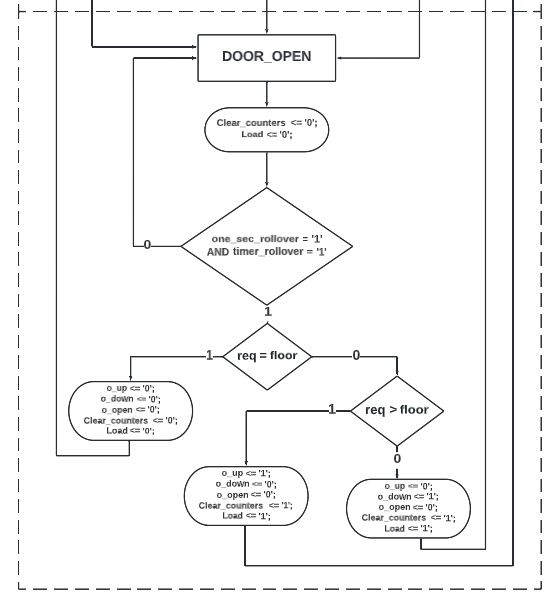 DOOR_OPEN
Clear_counters <= '0';
Load <= '0';
one_sec_rollover = '1'
AND timer_rollover = '1'
0
1
req = floor
1
0
o_up <= '0';
o_down <= '0';
o_open <= '0';
Clear_counters <= '0';
Load <= '0';
req > floor
1
0
o_up <= '1';
o_down <= '0';
o_open <= '0';
Clear_counters <= '1';
Load <= '1';
o_up <= '0';
o_down <= '1';
o_open <= '0';
Clear_counters <= '1';
Load <= '1';